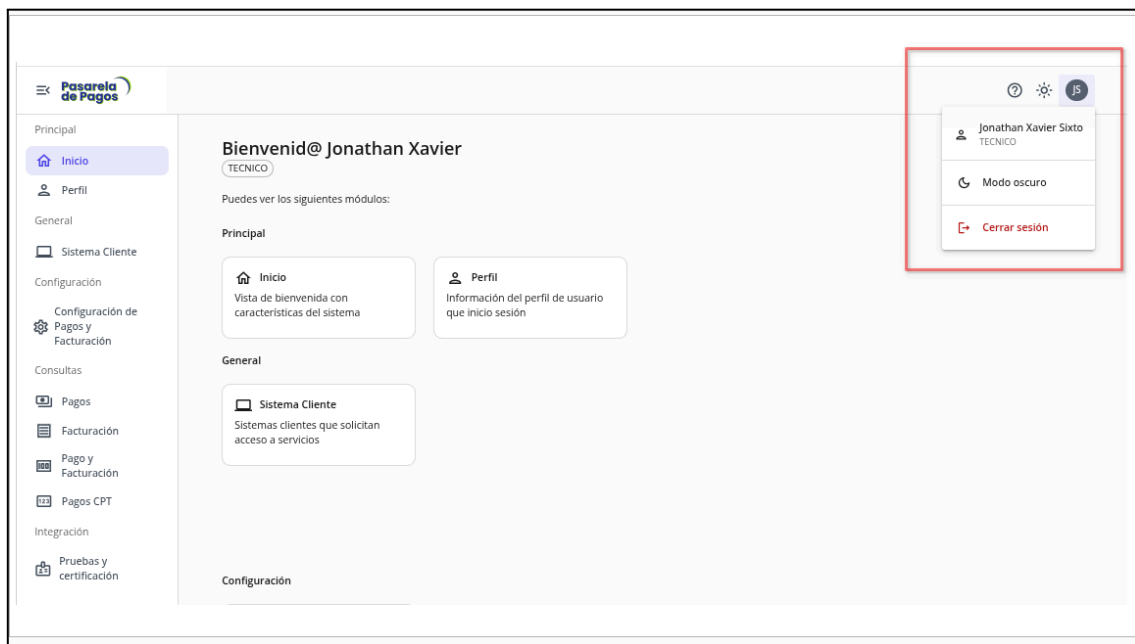 Pasarela
de Pagos
JS
Principal
Inicio
Perfil
General
Sistema Cliente
Configuración
Configuración de
Pagos y
Facturación
Consultas
Pagos
Facturación
Pago y
Facturación
Pagos CPT
Integración
Pruebas y
certificación
Bienvenid@ Jonathan Xavier
TECNICO
Puedes ver los siguientes módulos:
Principal
Inicio
Vista de bienvenida con
características del sistema
Perfil
Información del perfil de usuario
que inicio sesión
General
Sistema Cliente
Sistemas clientes que solicitan
acceso a servicios
Configuración
Jonathan Xavier Sixto
TECNICO
Modo oscuro
Cerrar sesión